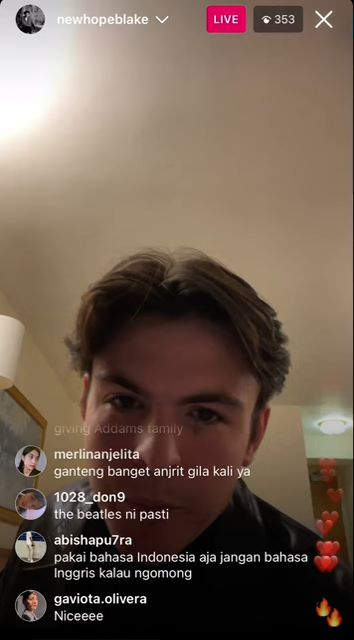 newhopeblake
LIVE
353
giving Addams family
merlinanjelita
ganteng banget anjrit gila kali ya
1028_don9
the beatles ni pasti
abishapu7ra
pakai bahasa Indonesia aja jangan bahasa
Inggris kalau ngomong
gaviota.olivera
Niceeee